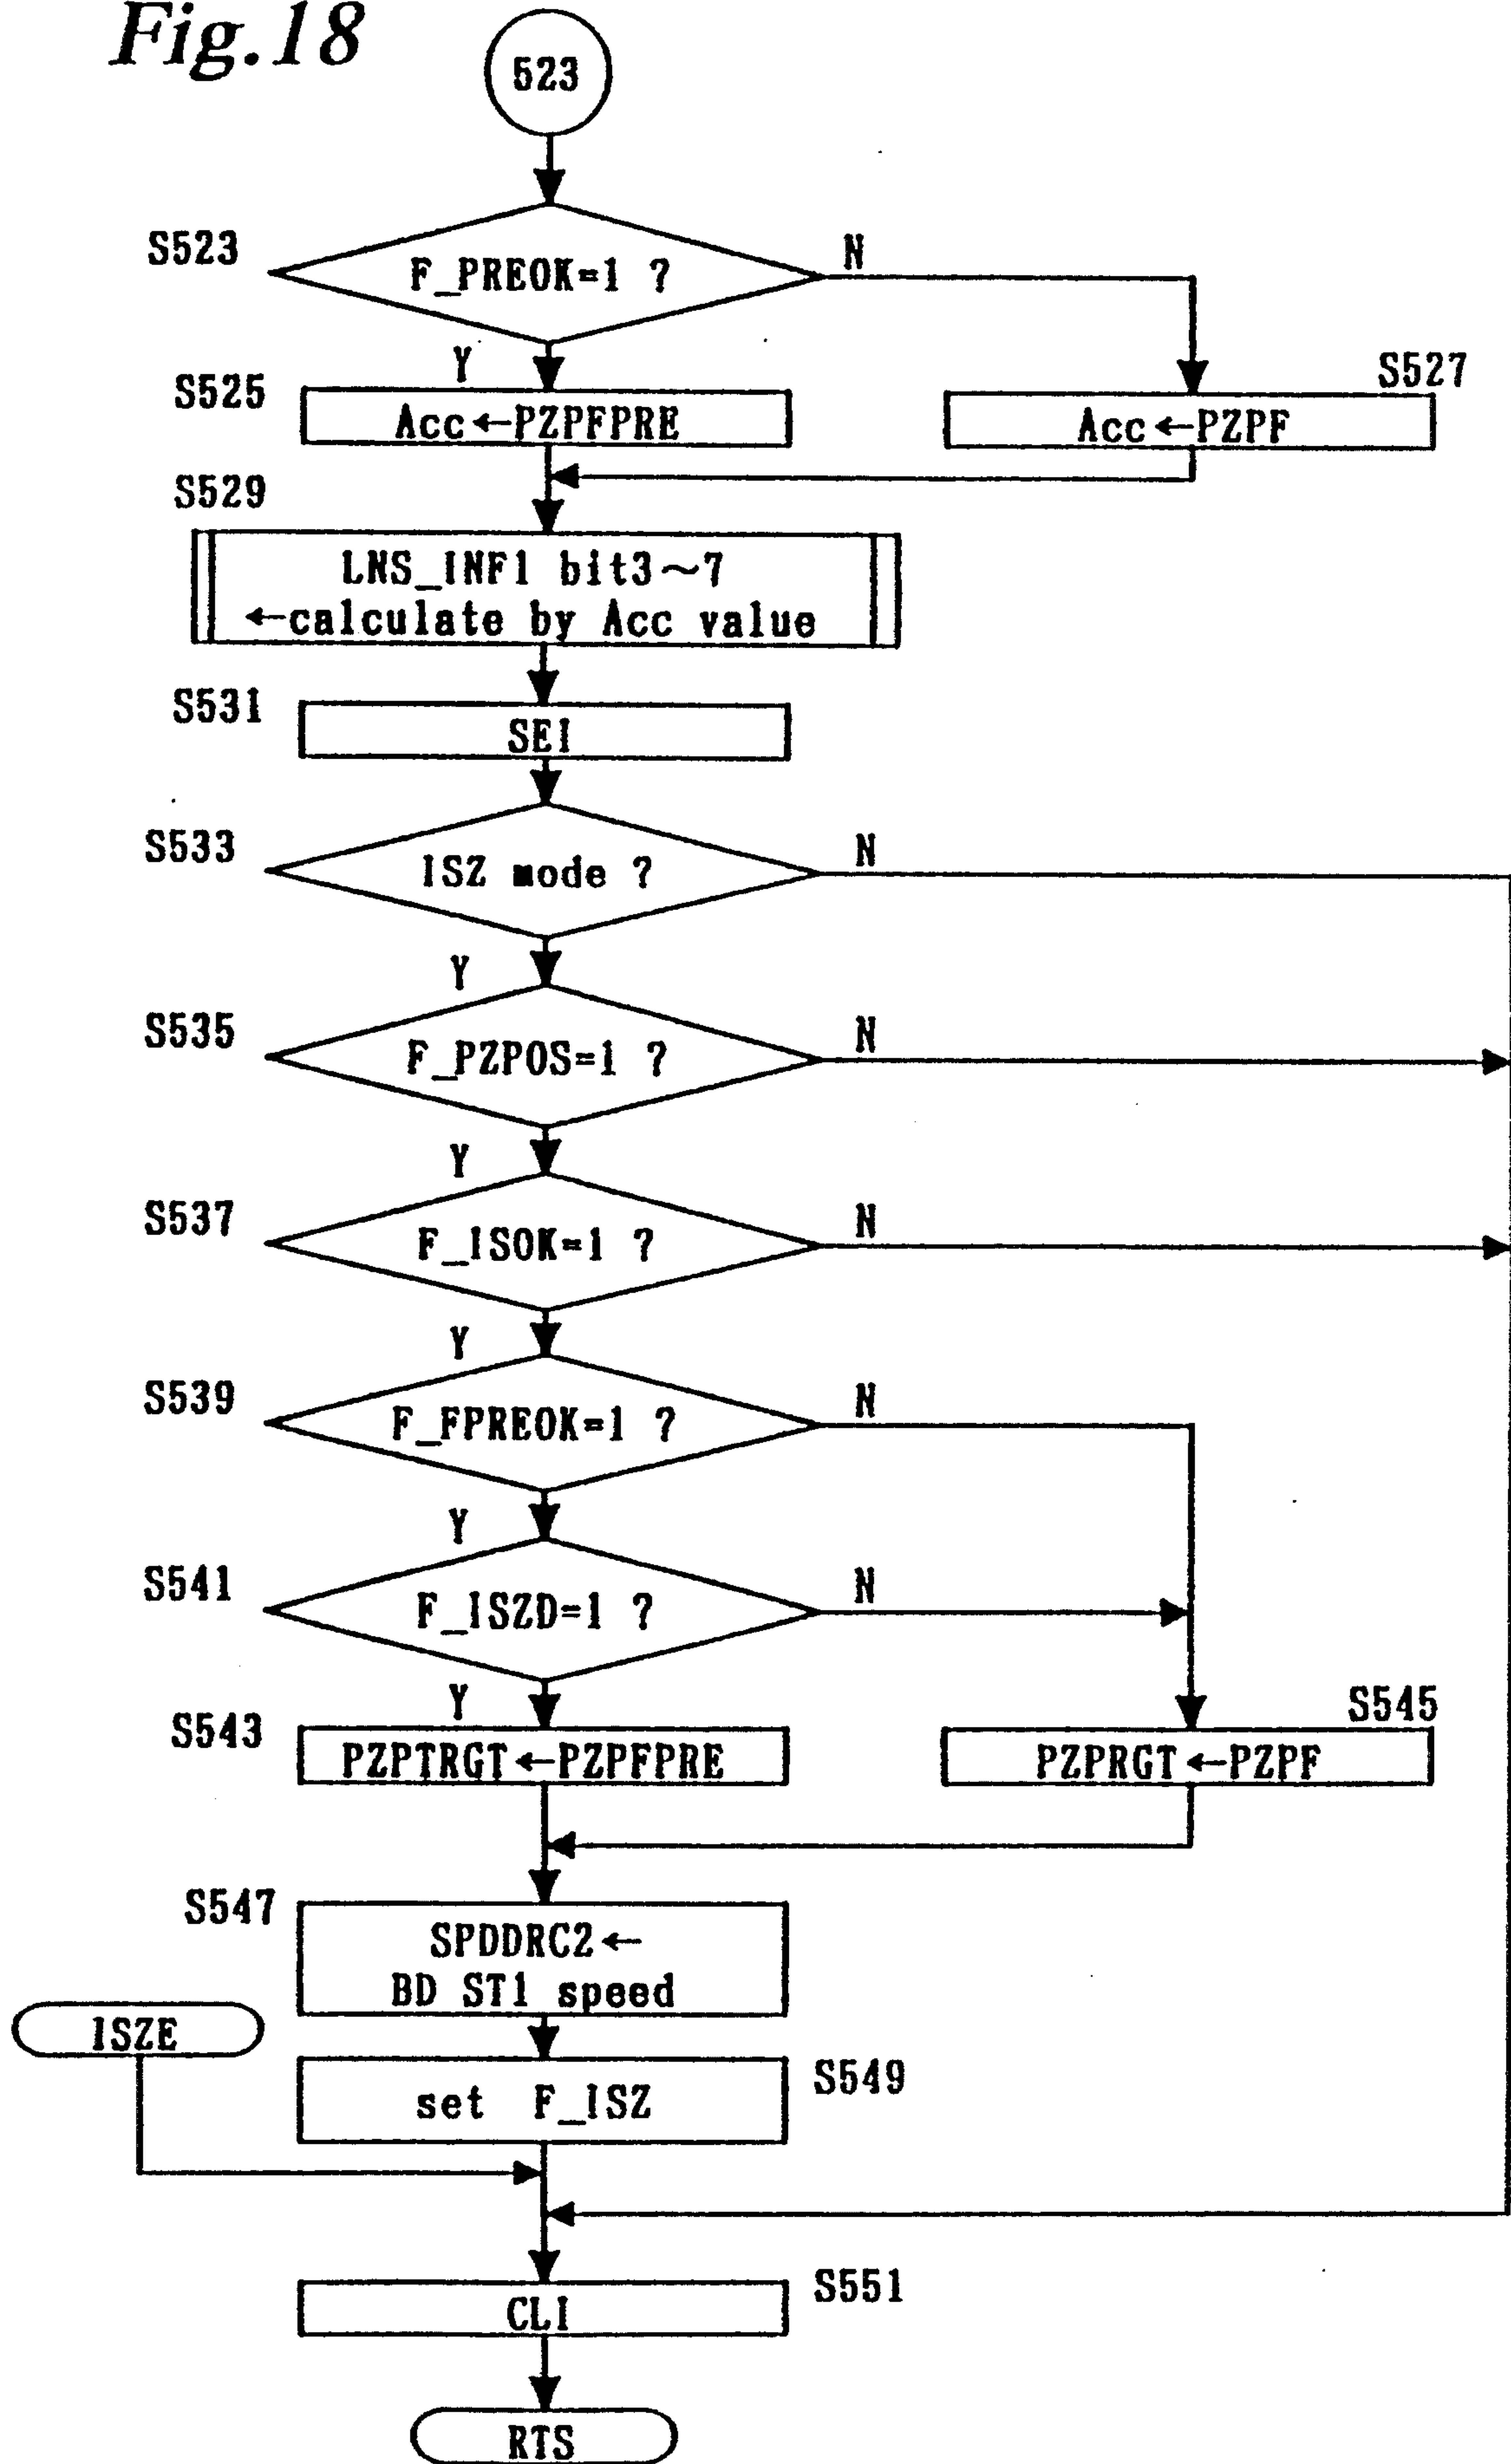 Fig.18
523
S523
F_PREOK=1 ?
N
Y
S525
Acc←PZPFPRE
S527
Acc←PZPF
S529
LNS_INF1 bit3~7
←calculate by Acc value
S531
SEI
S533
ISZ mode ?
N
Y
S535
F_PZPOS=1 ?
N
Y
S537
F_ISOK=1 ?
N
Y
S539
F_FPREOK=1 ?
N
Y
S541
F_ISZD=1 ?
N
Y
S543
PZPTRGT←PZPFPRE
S545
PZPRGT←PZPF
S547
SPDDRC2←
BD ST1 speed
ISZE
S549
set F_ISZ
S551
CLI
RTS